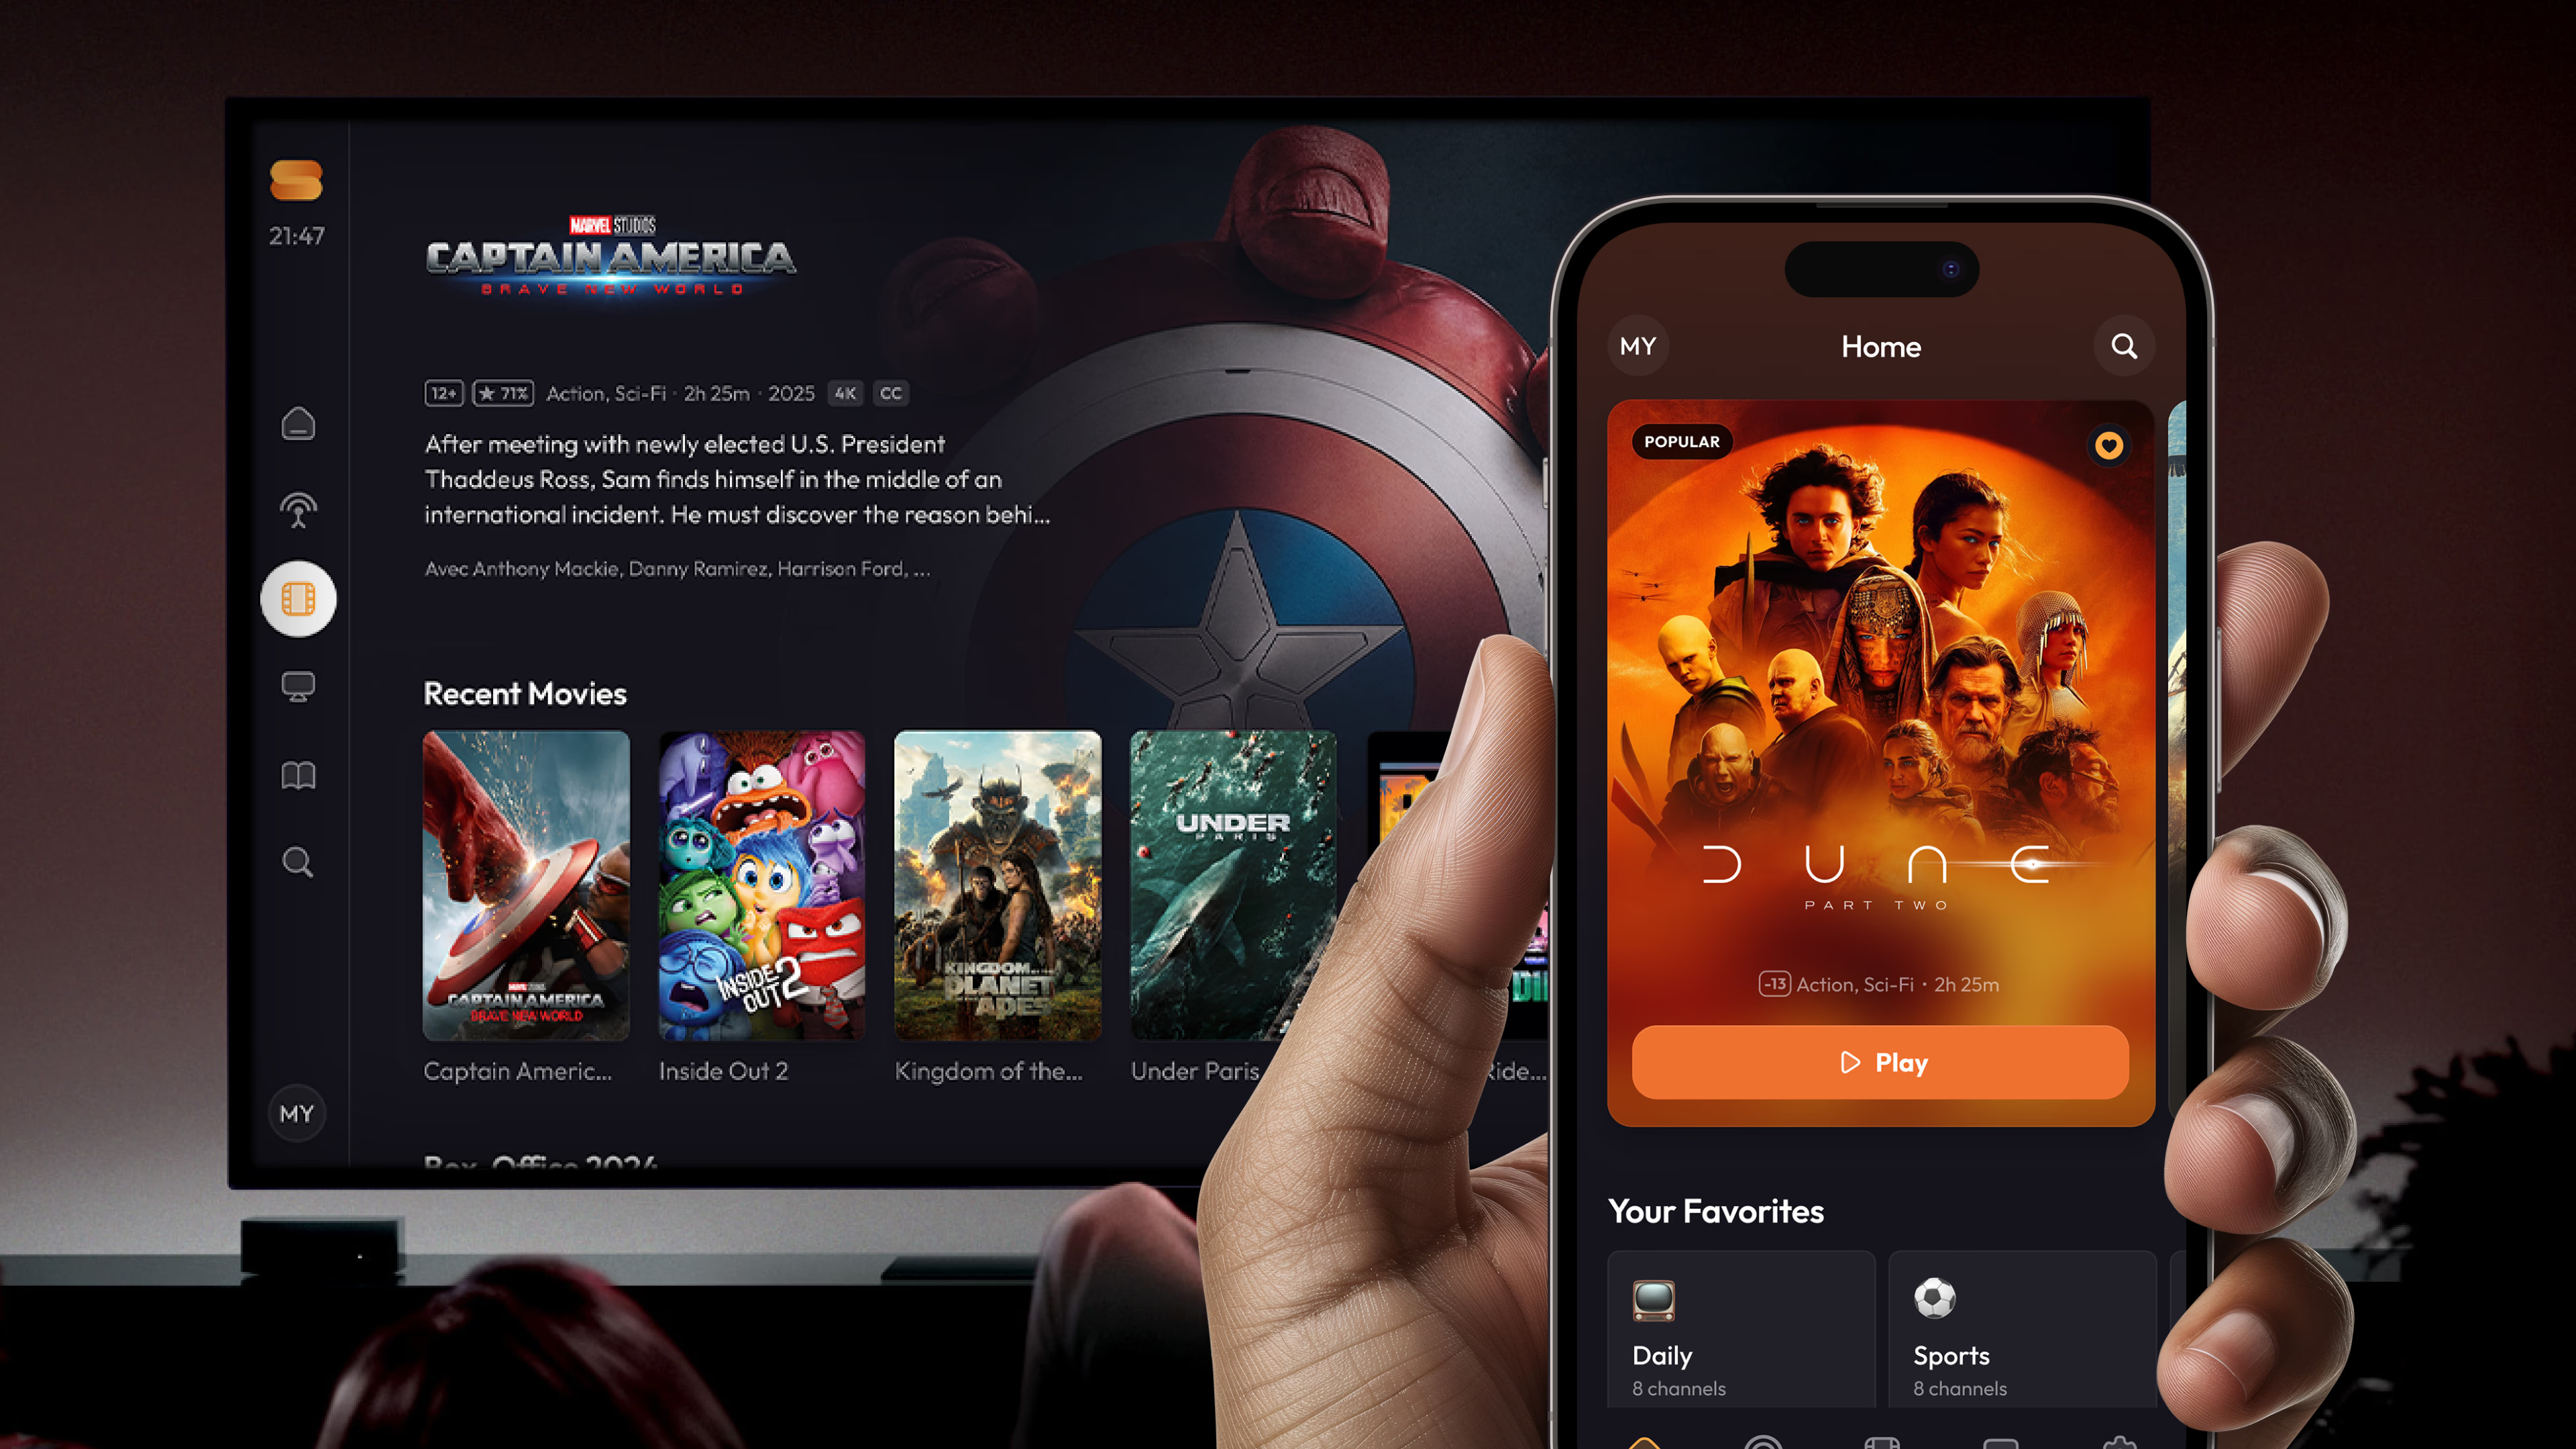 21:47
MARVEL STUDIOS
CAPTAIN AMERICA
BRAVE NEW WORLD
12+ 71% Action, Sci-Fi · 2h 25m · 2025 4K CC
After meeting with newly elected U.S. President
Thaddeus Ross, Sam finds himself in the middle of an
international incident. He must discover the reason behi...
Avec Anthony Mackie, Danny Ramirez, Harrison Ford, ...
Recent Movies
MARVEL STUDIOS
CAPTAIN AMERICA
BRAVE NEW WORLD
INSIDE
OUT 2
KINGDOM OF THE
PLANET
OF THE APES
UNDER
PARIS
Captain Americ...
Inside Out 2
Kingdom of the...
Under Paris
Ride...
MY
Box-Office 2024
MY
Home
POPULAR
DUNE
PART TWO
-13 Action, Sci-Fi • 2h 25m
Play
Your Favorites
Daily
8 channels
Sports
8 channels